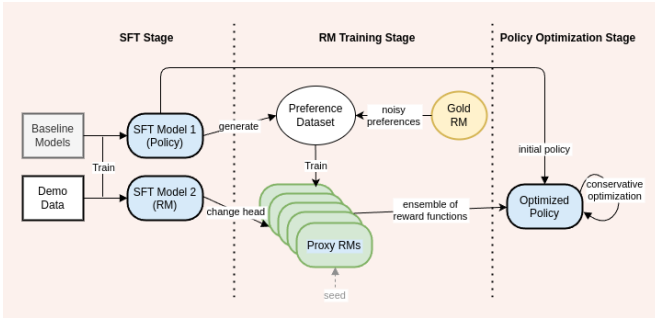 SFT Stage
RM Training Stage
Policy Optimization Stage
Baseline
Models
SFT Model 1
(Policy)
generate
Preference
Dataset
noisy
preferences
Gold
RM
initial policy
Train
Train
Demo
Data
SFT Model 2
(RM)
change head
Proxy RMs
ensemble of
reward functions
Optimized
Policy
conservative
optimization
seed